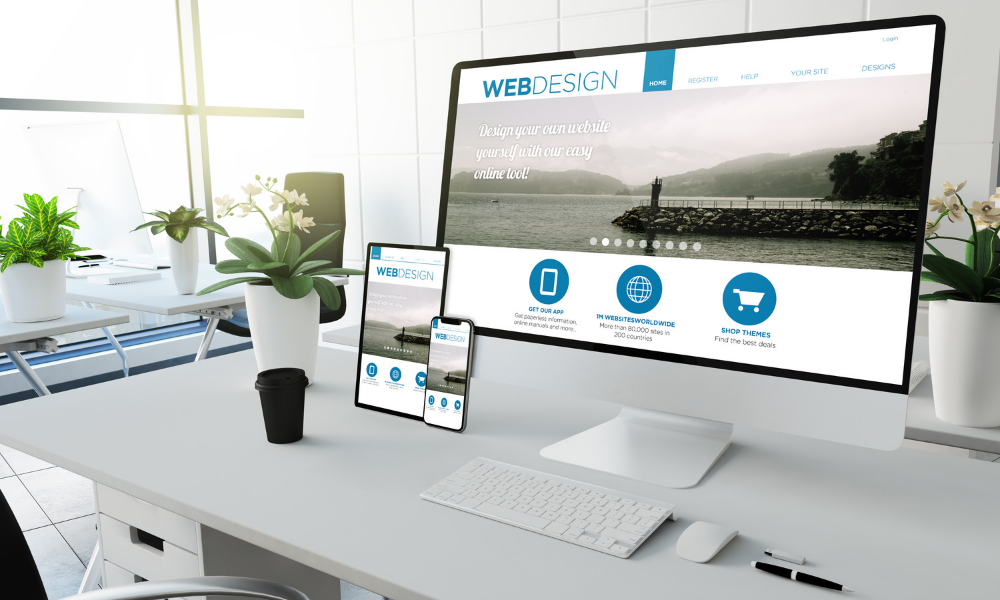 WEBDESIGN
HOME
REGISTER
HELP
YOUR SITE
DESIGNS
Login
Design your own website
yourself with our easy
online tool!
GET OUR APP
Get paperless information,
online manuals and more..
1M WEBSITESWORLDWIDE
More than 80,000 sites in
200 countries
SHOP THEMES
Find the best deals
WEBDESIGN
WEBDESIGN